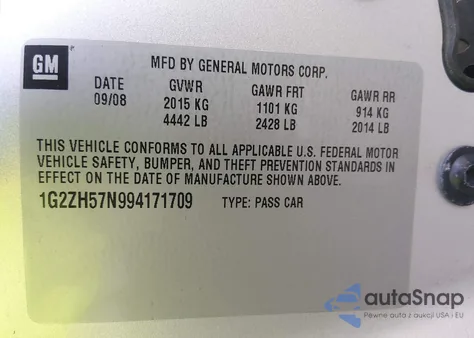 GM
MFD BY GENERAL MOTORS CORP.
DATE GVWR GAWR FRT GAWR RR
09/08 2015 KG 1101 KG 914 KG
4442 LB 2428 LB 2014 LB
THIS VEHICLE CONFORMS TO ALL APPLICABLE U.S. FEDERAL MOTOR
VEHICLE SAFETY, BUMPER, AND THEFT PREVENTION STANDARDS IN
EFFECT ON THE DATE OF MANUFACTURE SHOWN ABOVE.
1G2ZH57N994171709 TYPE: PASS CAR
autoSnap
Pewne auta z aukcji USA i EU